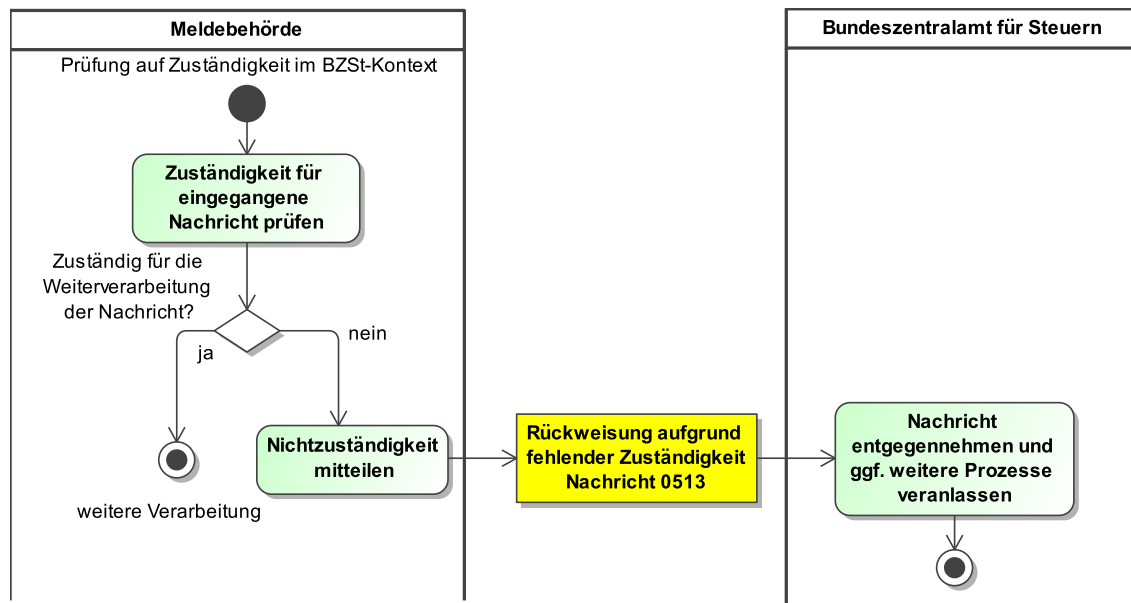 Meldebehörde
Prüfung auf Zuständigkeit im BZSt-Kontext
Zuständigkeit für
eingegangene
Nachricht prüfen
Zuständig für die
Weiterverarbeitung
der Nachricht?
ja
nein
Nichtzuständigkeit
mitteilen
weitere Verarbeitung
Rückweisung aufgrund
fehlender Zuständigkeit
Nachricht 0513
Bundeszentralamt für Steuern
Nachricht
entgegennehmen und
ggf. weitere Prozesse
veranlassen